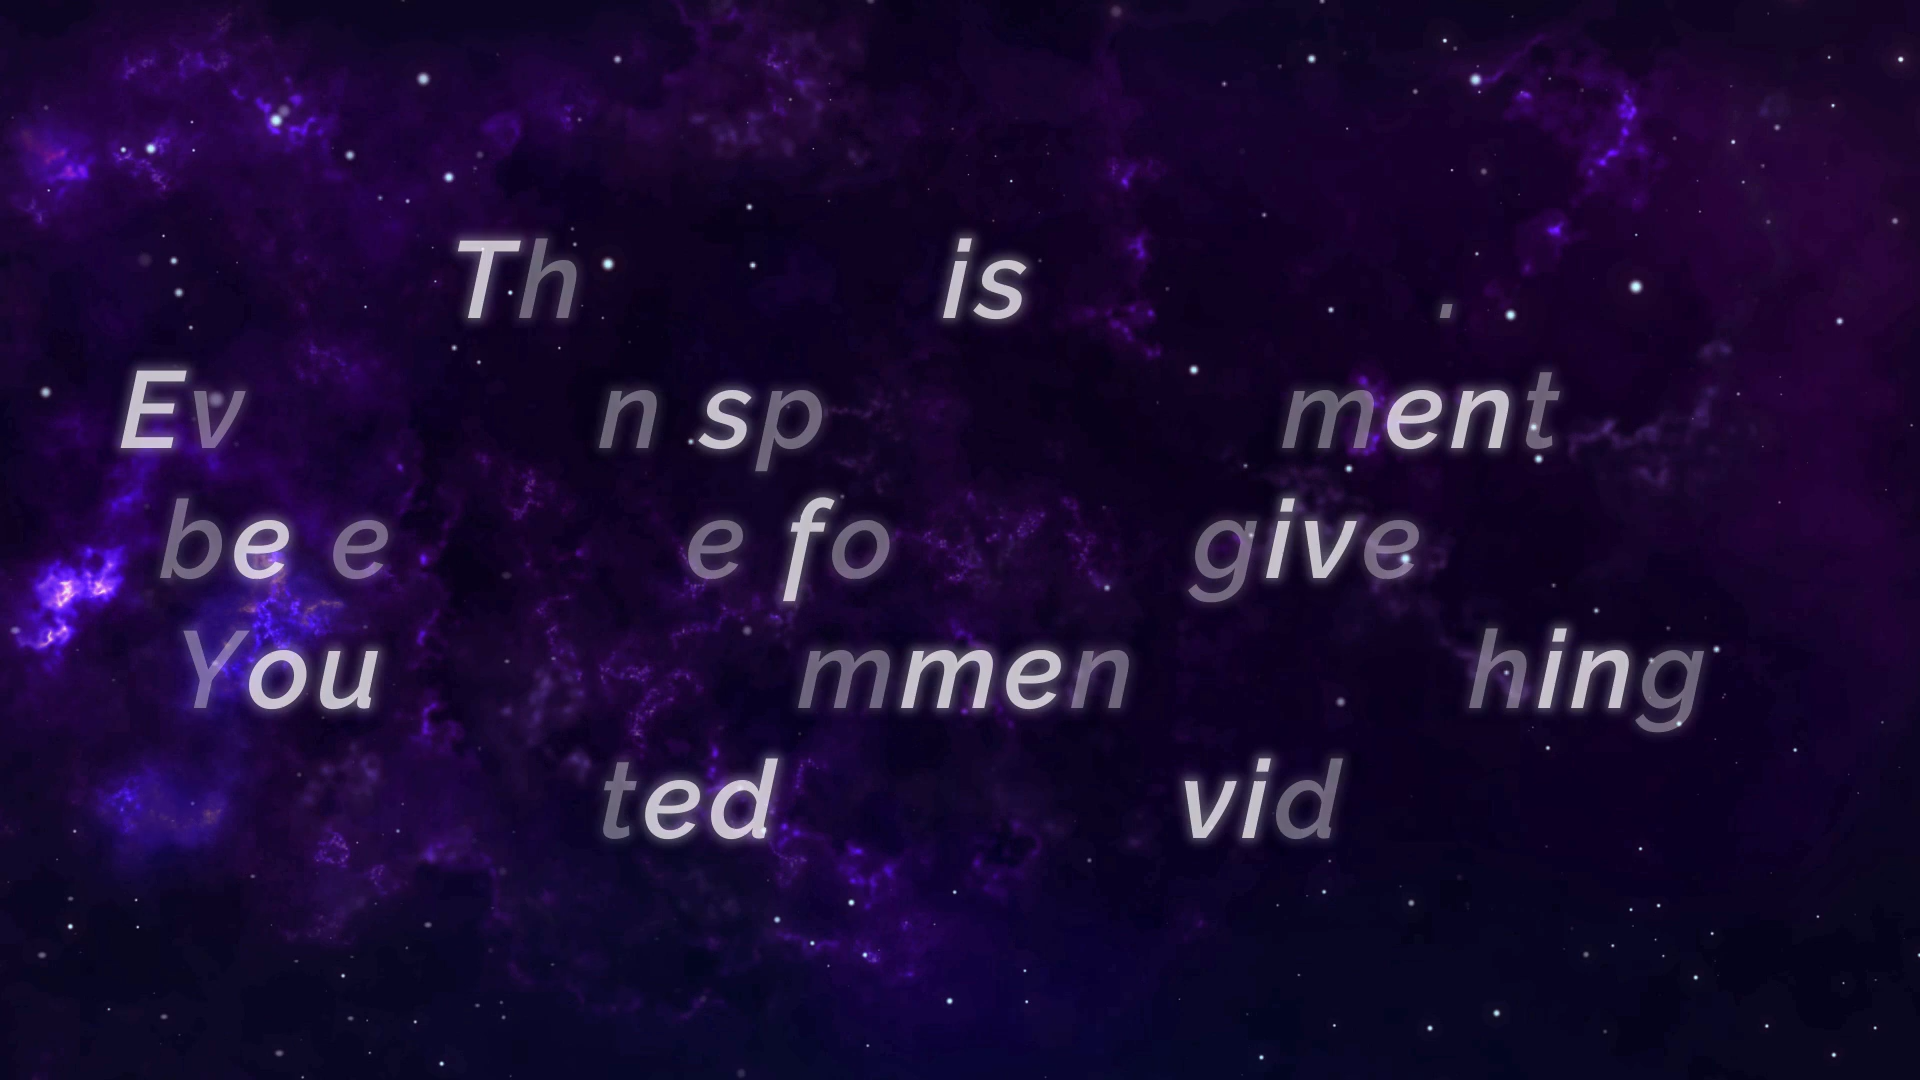 Th is .
Ev n sp ment
be e e fo give
You mmen hing
ted vid